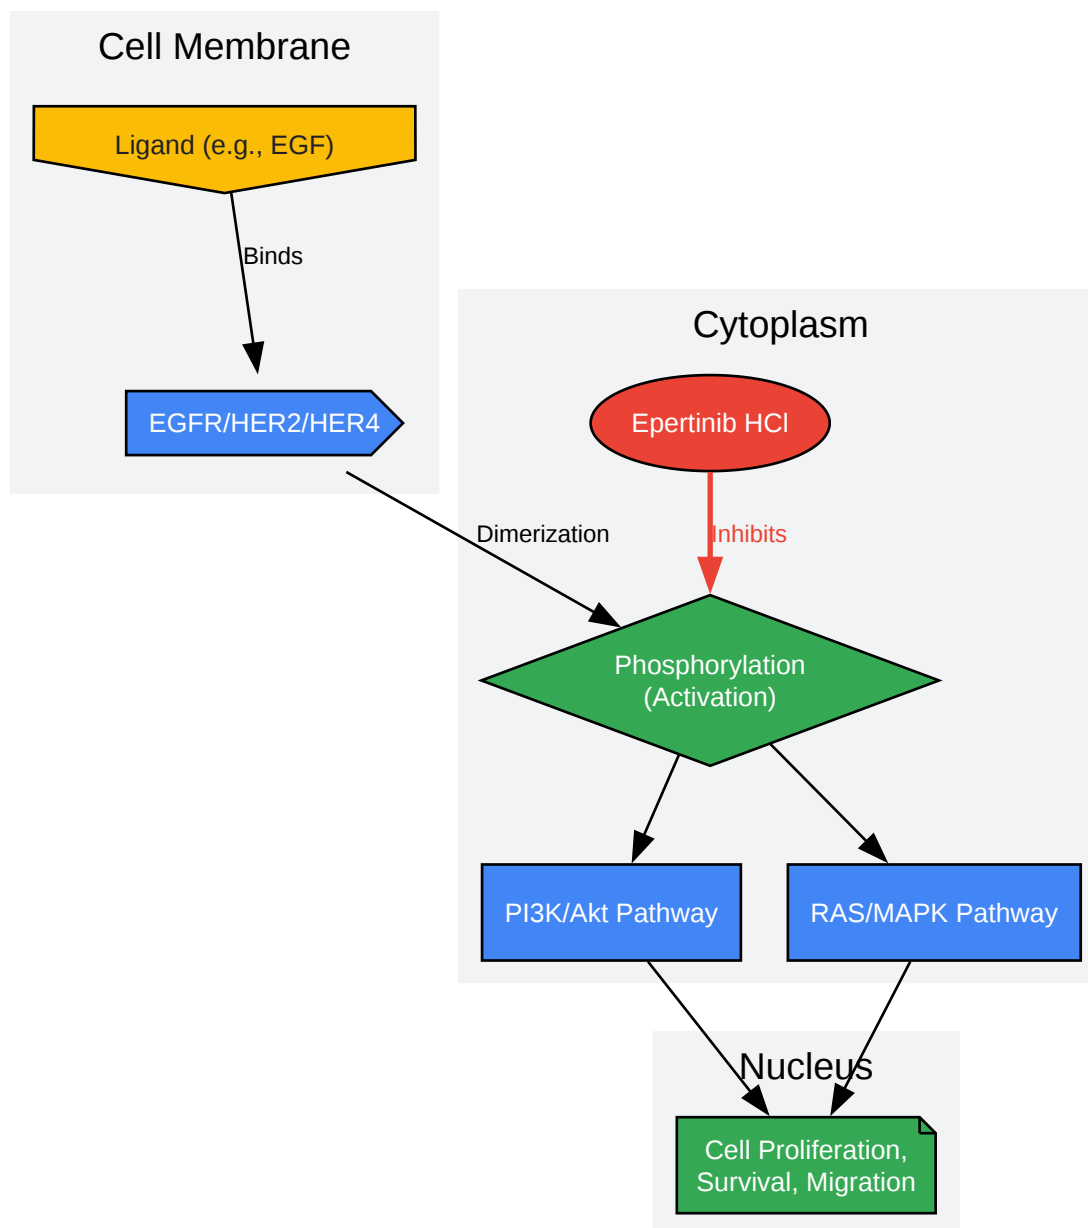 Cell Membrane
Ligand (e.g., EGF)
Binds
EGFR/HER2/HER4
Cytoplasm
Epertinib HCl
Dimerization
Inhibits
Phosphorylation
(Activation)
PI3K/Akt Pathway
RAS/MAPK Pathway
Nucleus
Cell Proliferation,
Survival, Migration